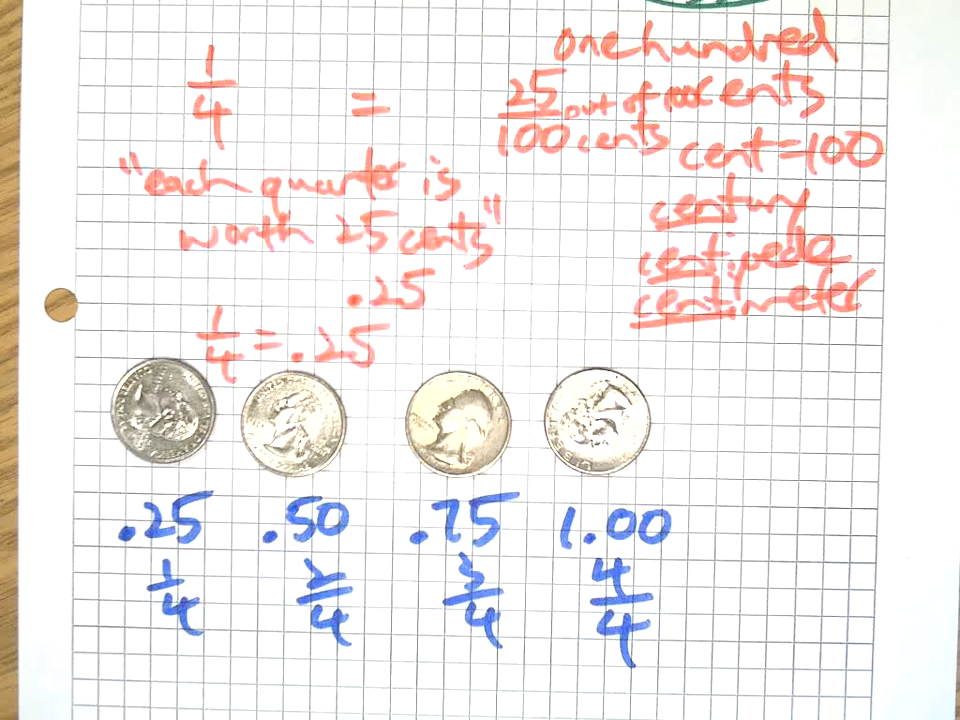 one hundred
1/4 = 25/100 cents out of 100 cents
cent = 100
"each quarter is
worth 25 cents"
century
centipede
centimeter
.25
1/4 = .25
.25 .50 .75 1.00
1/4 2/4 3/4 4/4